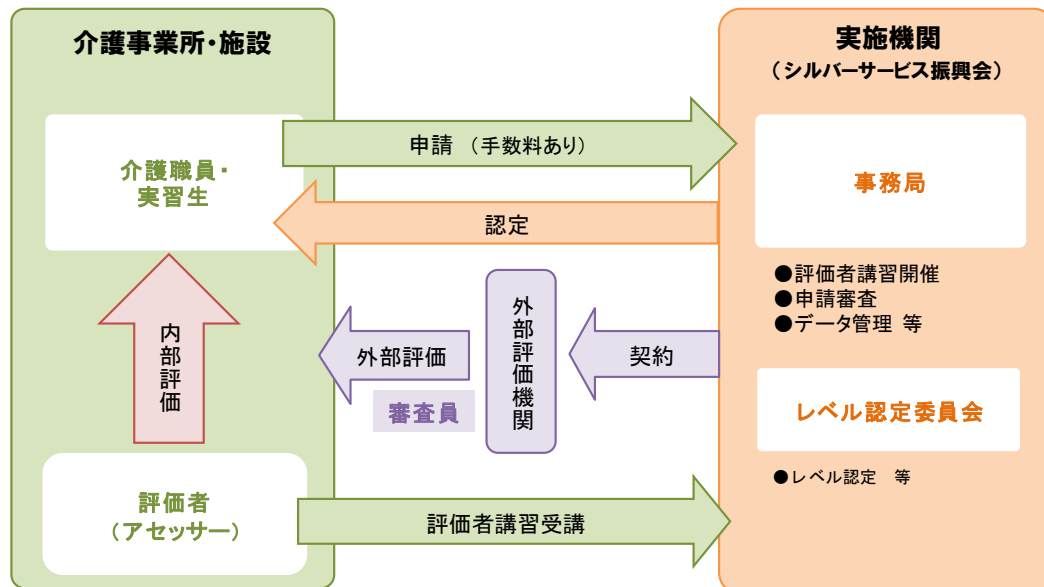 介護事業所・施設
介護職員・
実習生
内部評価
評価者
（アセッサー）
申請 （手数料あり）
認定
外部評価
審査員
外部評価機関
契約
評価者講習受講
実施機関
（シルバーサービス振興会）
事務局
●評価者講習開催
●申請審査
●データ管理 等
レベル認定委員会
●レベル認定　等